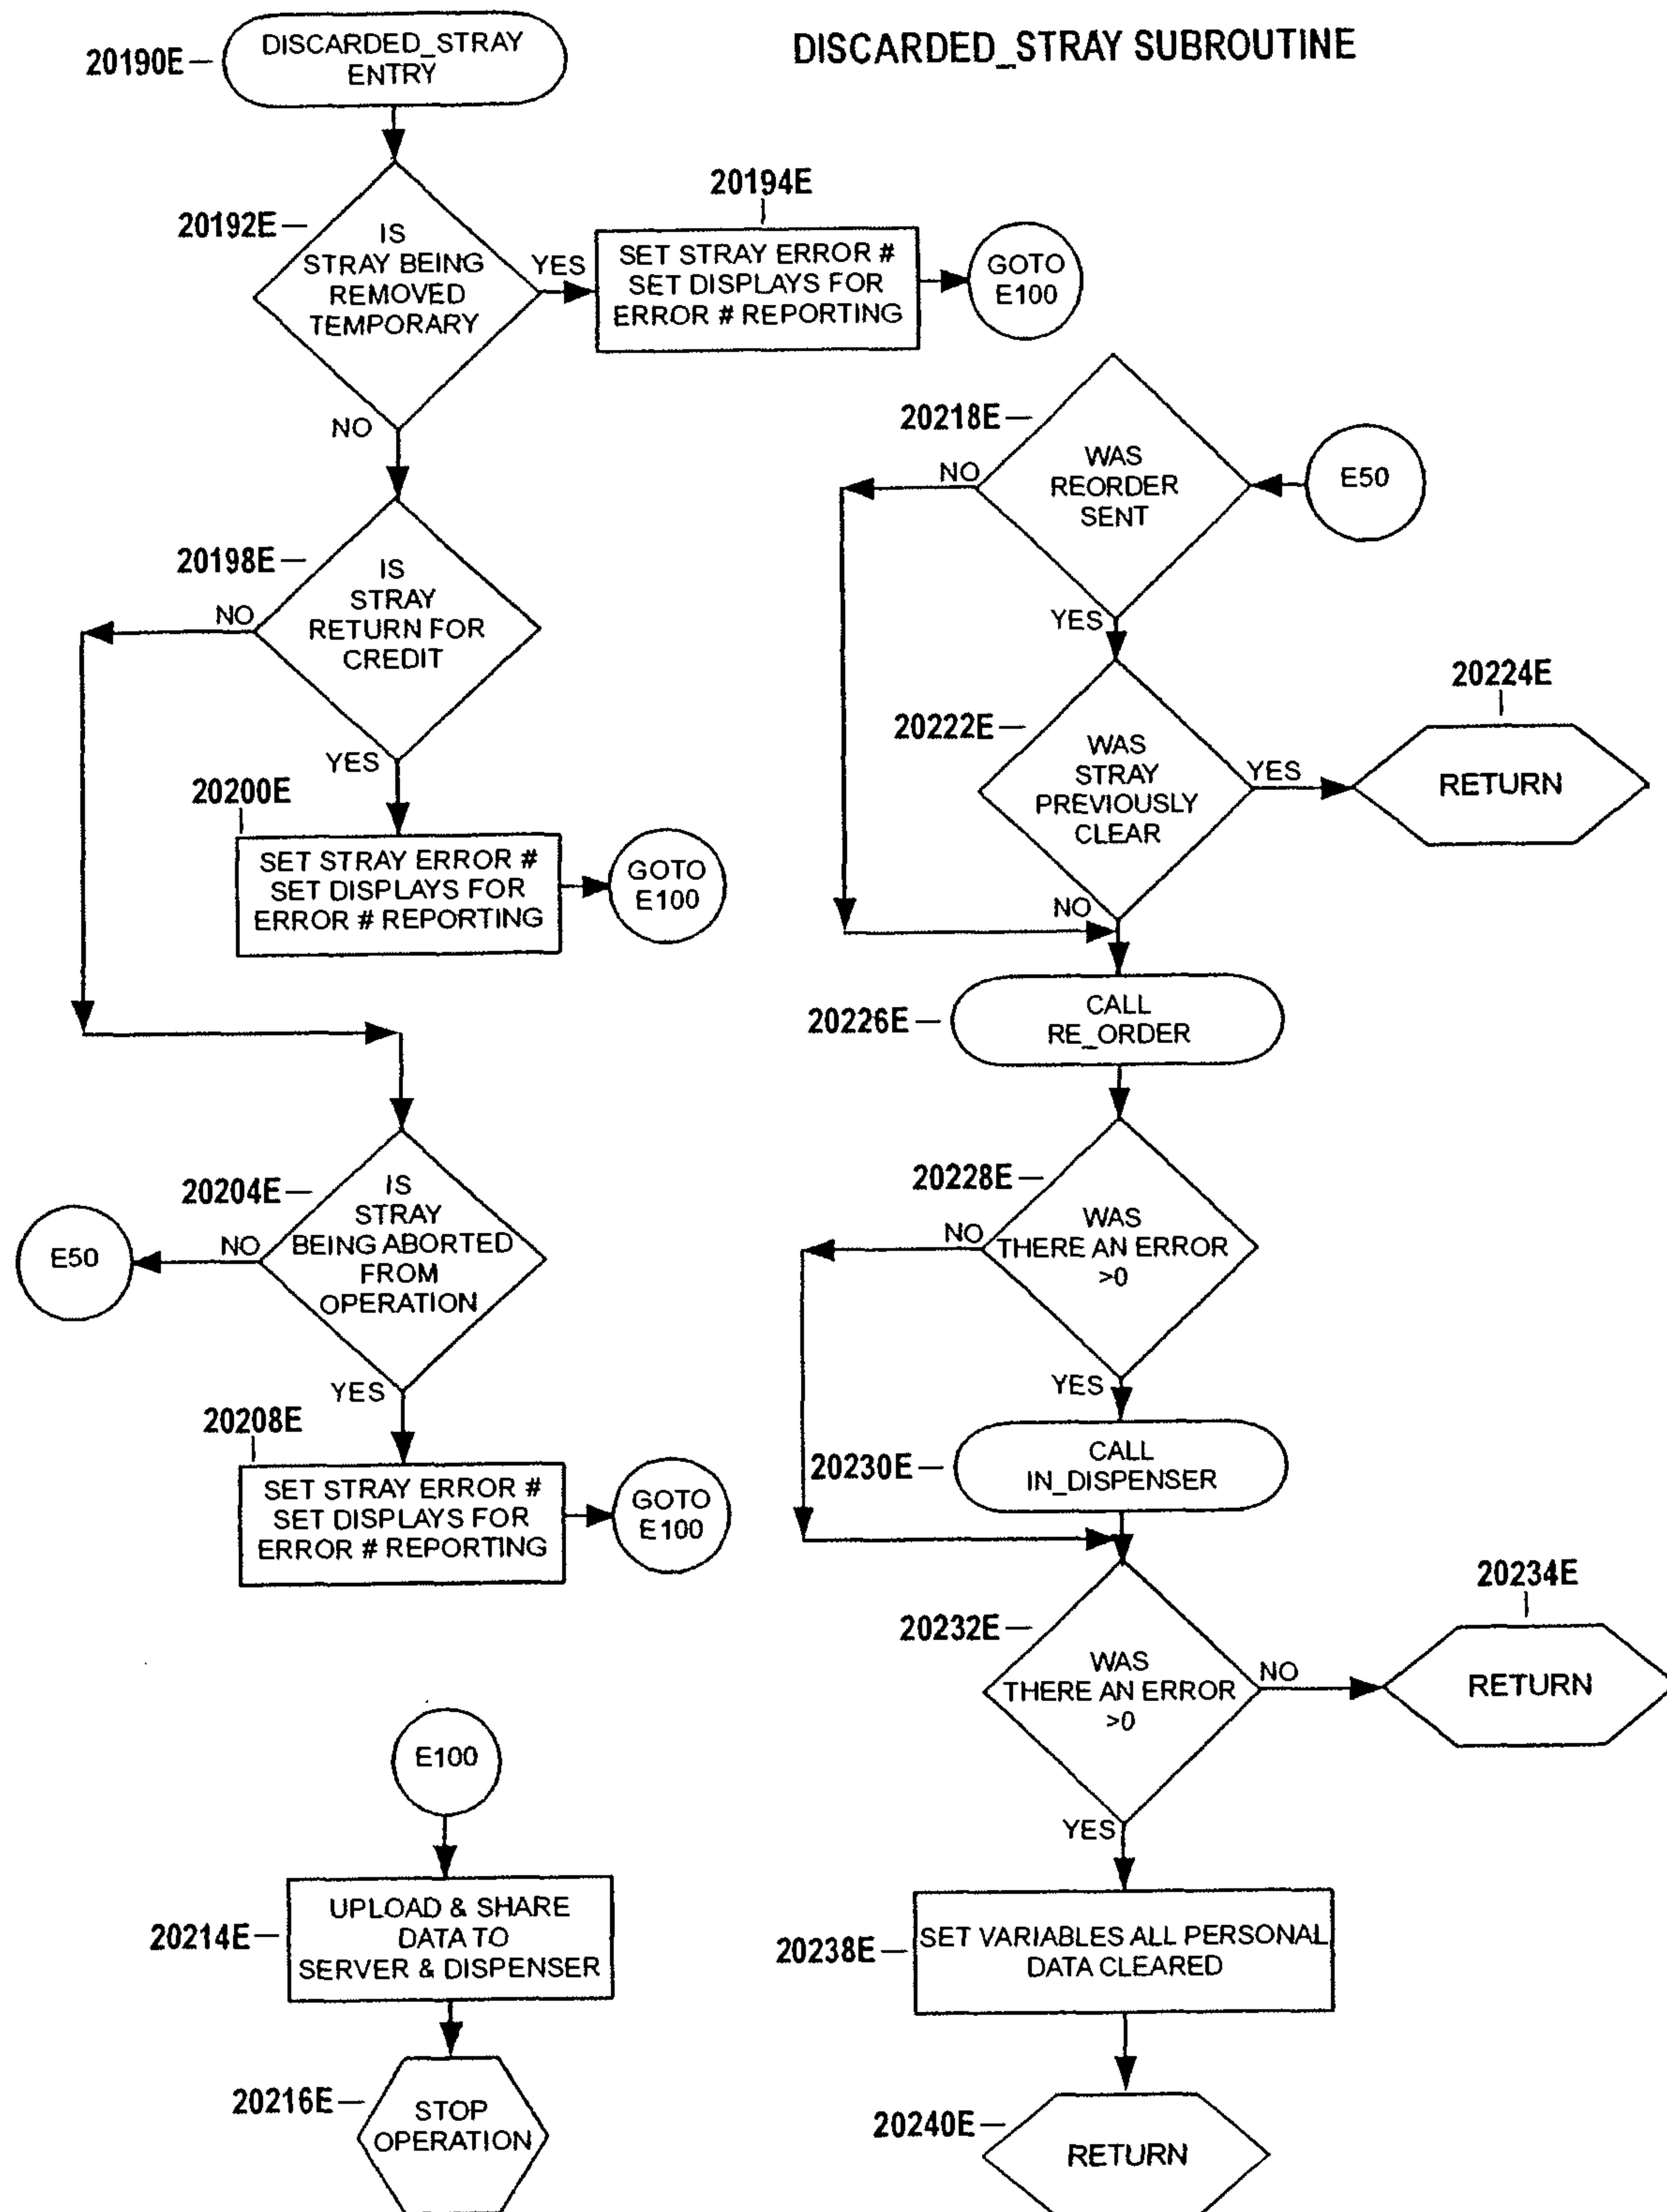 DISCARDED_STRAY SUBROUTINE
20190E
DISCARDED_STRAY
ENTRY
20192E
IS
STRAY BEING
REMOVED
TEMPORARY
YES
NO
20194E
SET STRAY ERROR #
SET DISPLAYS FOR
ERROR # REPORTING
GOTO
E100
20198E
IS
STRAY
RETURN FOR
CREDIT
NO
YES
20200E
SET STRAY ERROR #
SET DISPLAYS FOR
ERROR # REPORTING
GOTO
E100
20204E
IS
STRAY
BEING ABORTED
FROM
OPERATION
NO
E50
YES
20208E
SET STRAY ERROR #
SET DISPLAYS FOR
ERROR # REPORTING
GOTO
E100
E100
20214E
UPLOAD & SHARE
DATA TO
SERVER & DISPENSER
20216E
STOP
OPERATION
20218E
WAS
REORDER
SENT
E50
NO
YES
20222E
WAS
STRAY
PREVIOUSLY
CLEAR
YES
20224E
RETURN
NO
20226E
CALL
RE_ORDER
20228E
WAS
THERE AN ERROR
>0
NO
YES
20230E
CALL
IN_DISPENSER
20232E
WAS
THERE AN ERROR
>0
NO
20234E
RETURN
YES
20238E
SET VARIABLES ALL PERSONAL
DATA CLEARED
20240E
RETURN